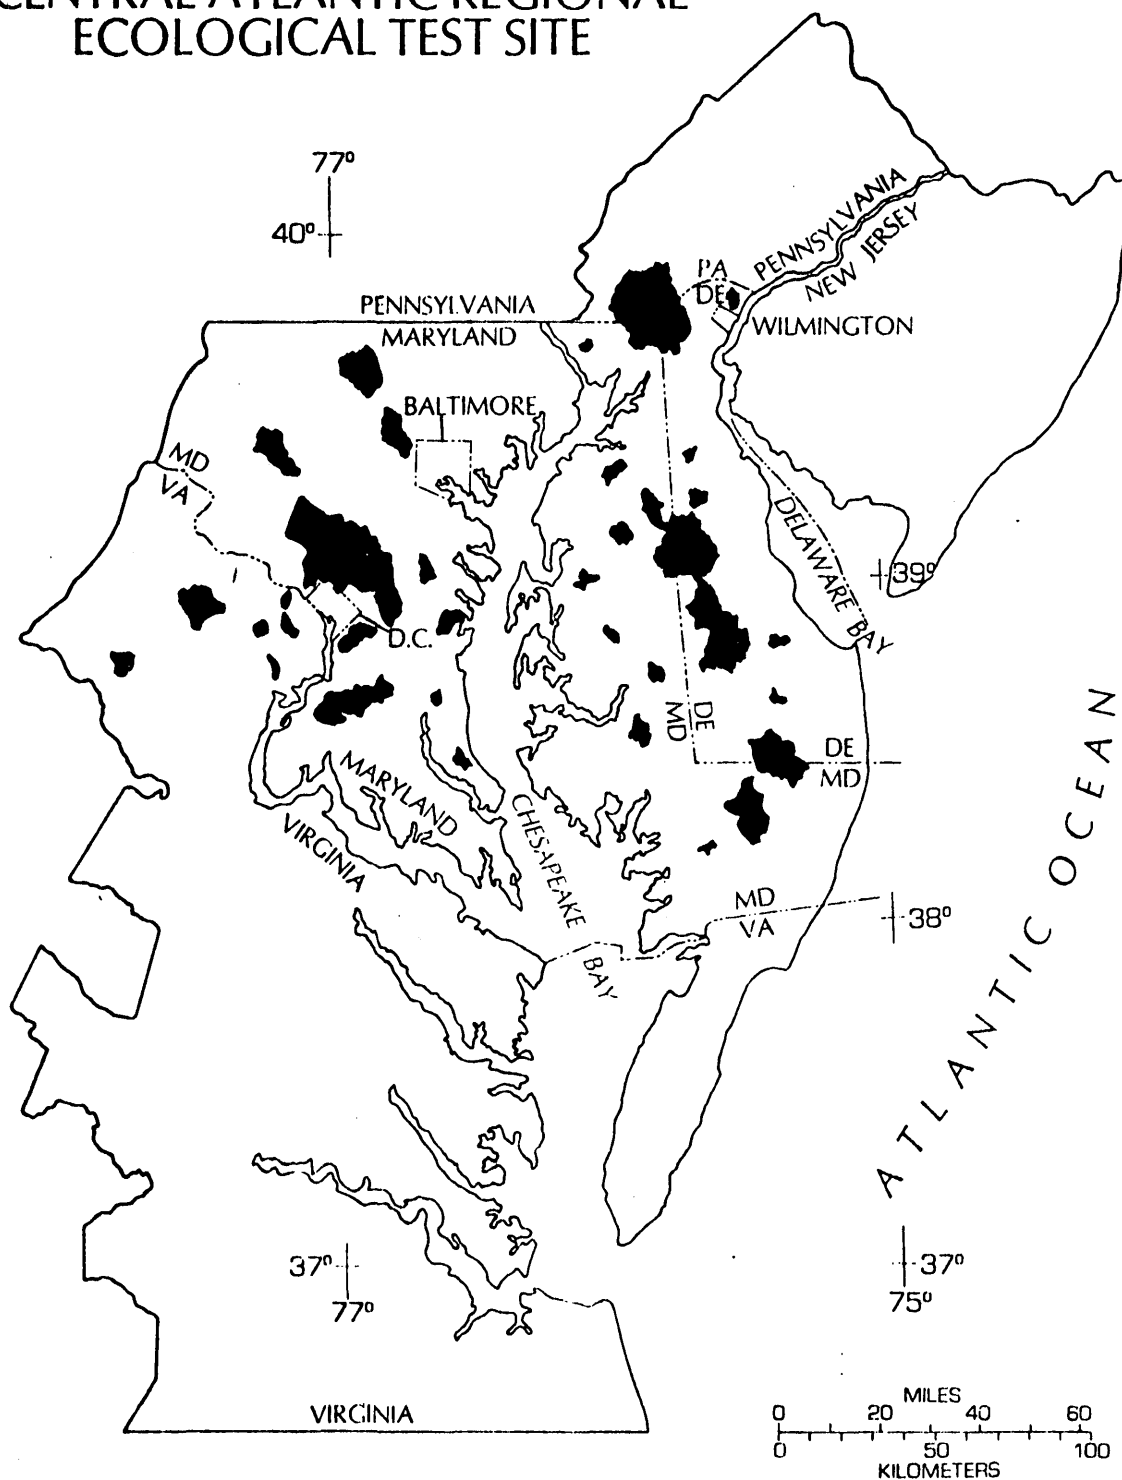 CENTRAL ATLANTIC REGIONAL
ECOLOGICAL TEST SITE
77°
40°
PENNSYLVANIA
NEW JERSEY
PA
DE
WILMINGTON
PENNSYLVANIA
MARYLAND
BALTIMORE
MD
VA
DELAWARE BAY
39°
D.C.
DE
MD
DE
MD
MARYLAND
VIRGINIA
CHESAPEAKE
BAY
MD
VA
38°
ATLANTIC OCEAN
37°
77°
37°
75°
VIRGINIA
MILES
0 20 40 60
0 50 100
KILOMETERS